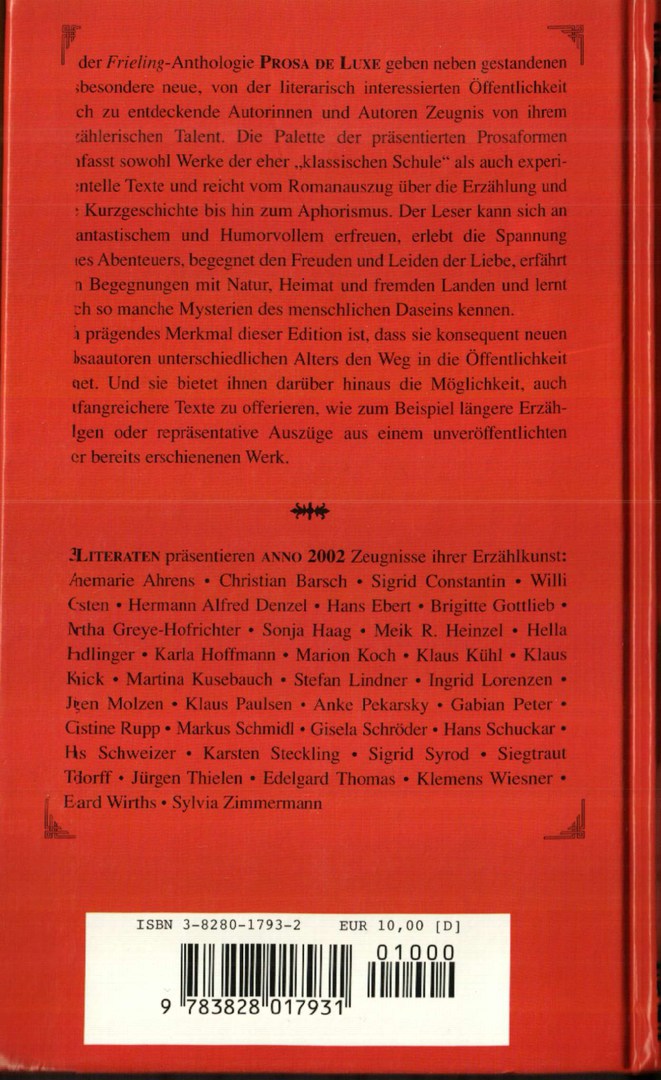 der Frieling-Anthologie PROSA DE LUXE geben neben gestandenen
sbesondere neue, von der literarisch interessierten Öffentlichkeit
ch zu entdeckende Autorinnen und Autoren Zeugnis von ihrem
zählerischen Talent. Die Palette der präsentierten Prosaformen
nfasst sowohl Werke der eher „klassischen Schule“ als auch experi-
entelle Texte und reicht vom Romanauszug über die Erzählung und
Kurzgeschichte bis hin zum Aphorismus. Der Leser kann sich an
antastischem und Humorvollem erfreuen, erlebt die Spannung
nes Abenteuers, begegnet den Freuden und Leiden der Liebe, erfährt
n Begegnungen mit Natur, Heimat und fremden Landen und lernt
ch so manche Mysterien des menschlichen Daseins kennen.
prägendes Merkmal dieser Edition ist, dass sie konsequent neuen
saautoren unterschiedlichen Alters den Weg in die Öffentlichkeit
net. Und sie bietet ihnen darüber hinaus die Möglichkeit, auch
fangreichere Texte zu offerieren, wie zum Beispiel längere Erzäh-
gen oder repräsentative Auszüge aus einem unveröffentlichten
er bereits erschienenen Werk.
LITERATEN präsentieren ANNO 2002 Zeugnisse ihrer Erzählkunst:
nemarie Ahrens • Christian Barsch • Sigrid Constantin • Willi
sten • Hermann Alfred Denzel • Hans Ebert • Brigitte Gottlieb •
tha Greye-Hofrichter • Sonja Haag • Meik R. Heinzel • Hella
dlinger • Karla Hoffmann • Marion Koch • Klaus Kühl • Klaus
ick • Martina Kusebauch • Stefan Lindner • Ingrid Lorenzen •
en Molzen • Klaus Paulsen • Anke Pekarsky • Gabian Peter •
istine Rupp • Markus Schmidl • Gisela Schröder • Hans Schuckar •
s Schweizer • Karsten Steckling • Sigrid Syrod • Siegtraut
dorff • Jürgen Thielen • Edelgard Thomas • Klemens Wiesner •
ard Wirths • Sylvia Zimmermann
ISBN 3-8280-1793-2 EUR 10,00 [D]
01000
9 783828 017931